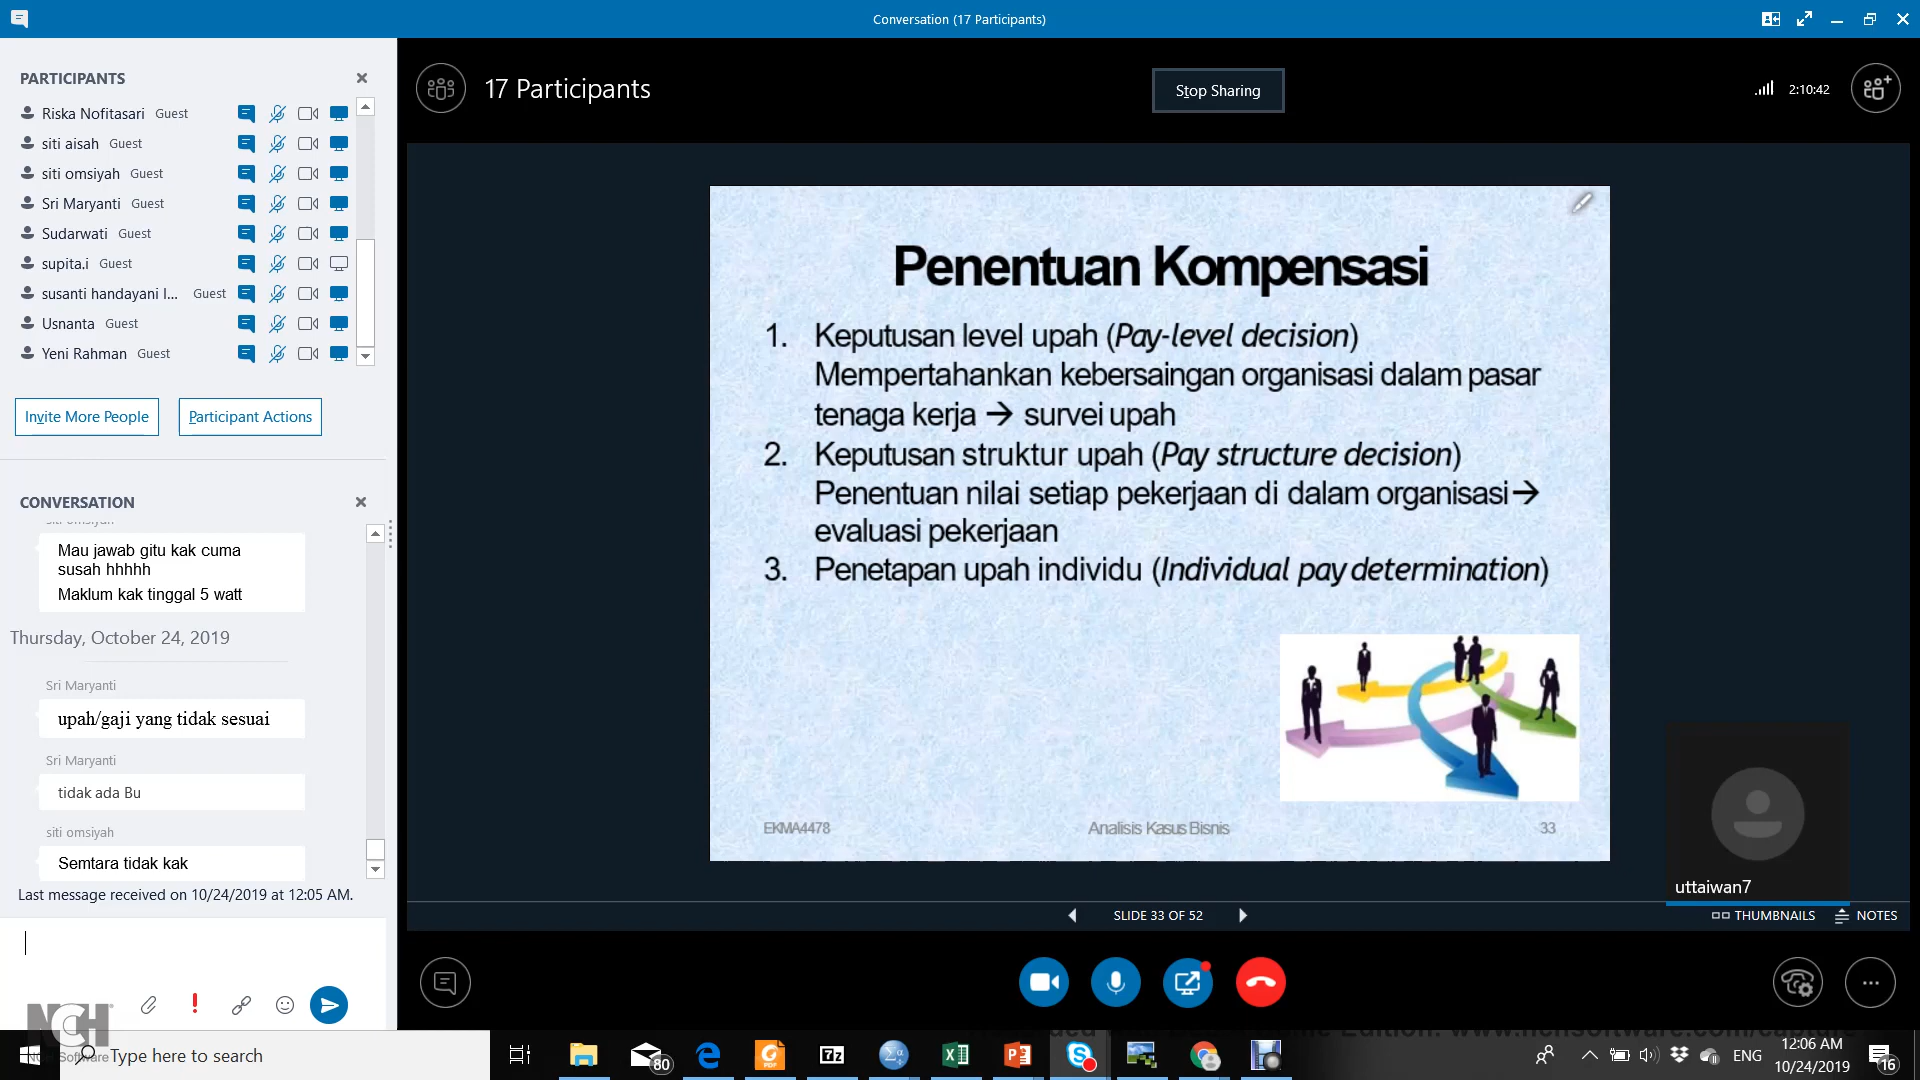 Conversation (17 Participants)
PARTICIPANTS
Riska Nofitasari Guest
siti aisah Guest
siti omsiyah Guest
Sri Maryanti Guest
Sudarwati Guest
supita.i Guest
susanti handayani l... Guest
Usnanta Guest
Yeni Rahman Guest
Invite More People
Participant Actions
CONVERSATION
siti omsiyah
Mau jawab gitu kak cuma
susah hhhhh
Maklum kak tinggal 5 watt
Thursday, October 24, 2019
Sri Maryanti
upah/gaji yang tidak sesuai
Sri Maryanti
tidak ada Bu
siti omsiyah
Semtara tidak kak
Last message received on 10/24/2019 at 12:05 AM.
17 Participants
Stop Sharing
2:10:42
Penentuan Kompensasi
1. Keputusan level upah (Pay-level decision)
Mempertahankan kebersaingan organisasi dalam pasar
tenaga kerja → survei upah
2. Keputusan struktur upah (Pay structure decision)
Penentuan nilai setiap pekerjaan di dalam organisasi→
evaluasi pekerjaan
3. Penetapan upah individu (Individual pay determination)
EKMA4478
Analisis Kasus Bisnis
33
uttaiwan7
SLIDE 33 OF 52
THUMBNAILS
NOTES
NCH
Software
Type here to search
80
PDF
7z
ENG
12:06 AM
10/24/2019
16